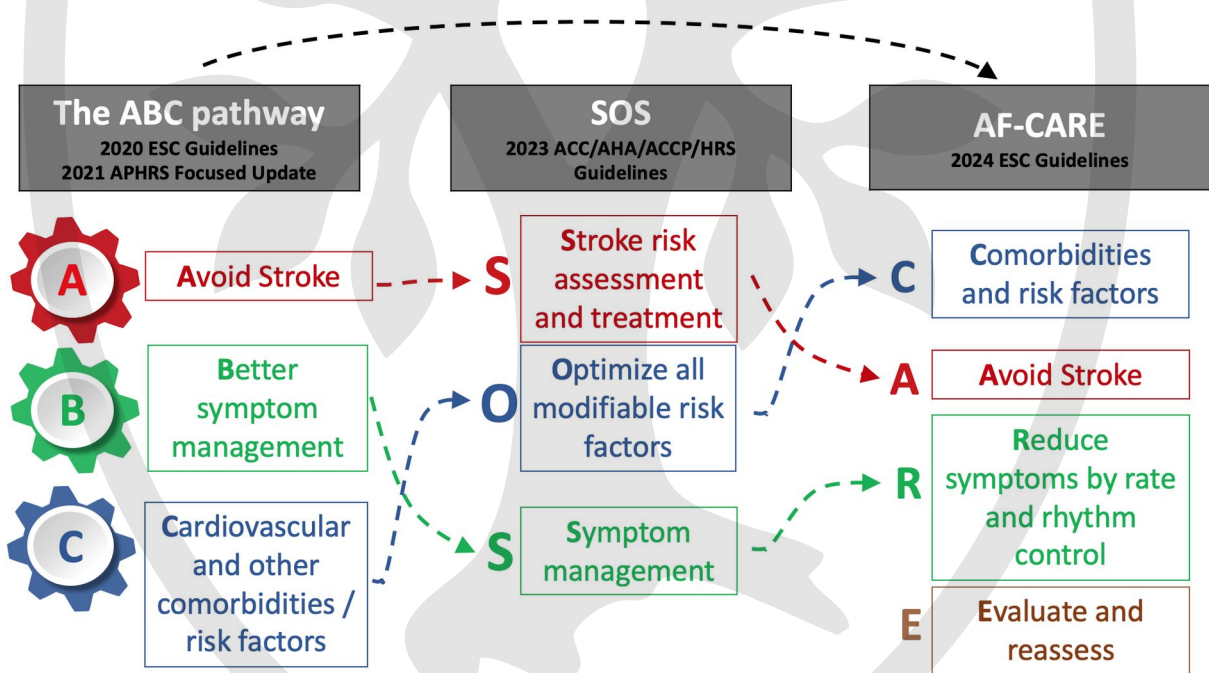 The ABC pathway
2020 ESC Guidelines
2021 APHRS Focused Update
A
Avoid Stroke
B
Better
symptom
management
C
Cardiovascular
and other
comorbidities /
risk factors
SOS
2023 ACC/AHA/ACCP/HRS
Guidelines
S
Stroke risk
assessment
and treatment
O
Optimize all
modifiable risk
factors
S
Symptom
management
AF-CARE
2024 ESC Guidelines
C
Comorbidities
and risk factors
A
Avoid Stroke
R
Reduce
symptoms by rate
and rhythm
control
E
Evaluate and
reassess